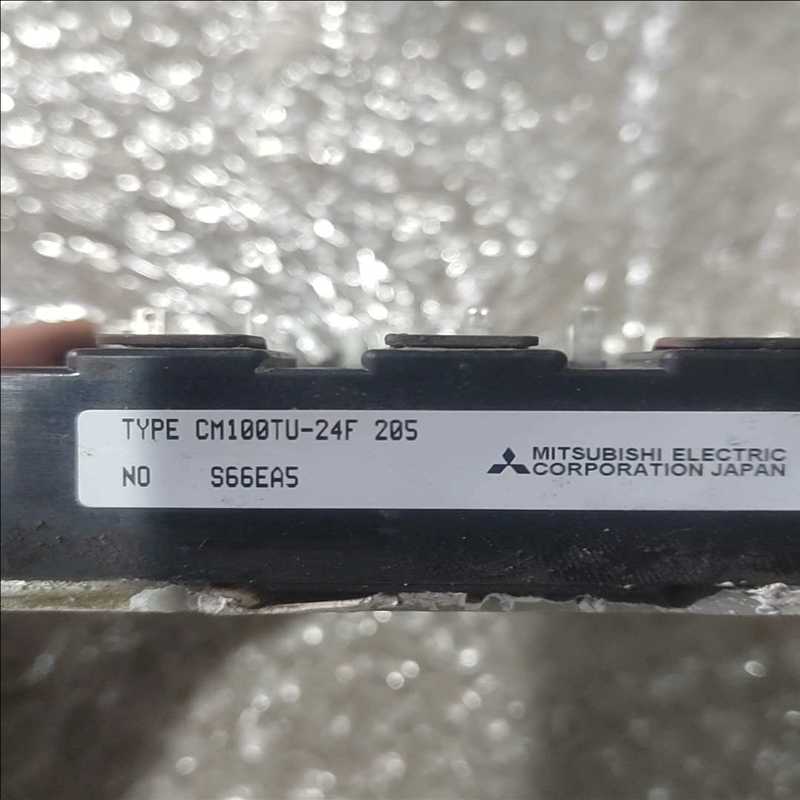 TYPE CM100TU-24F 205
NO S66EA5
MITSUBISHI ELECTRIC
CORPORATION JAPAN